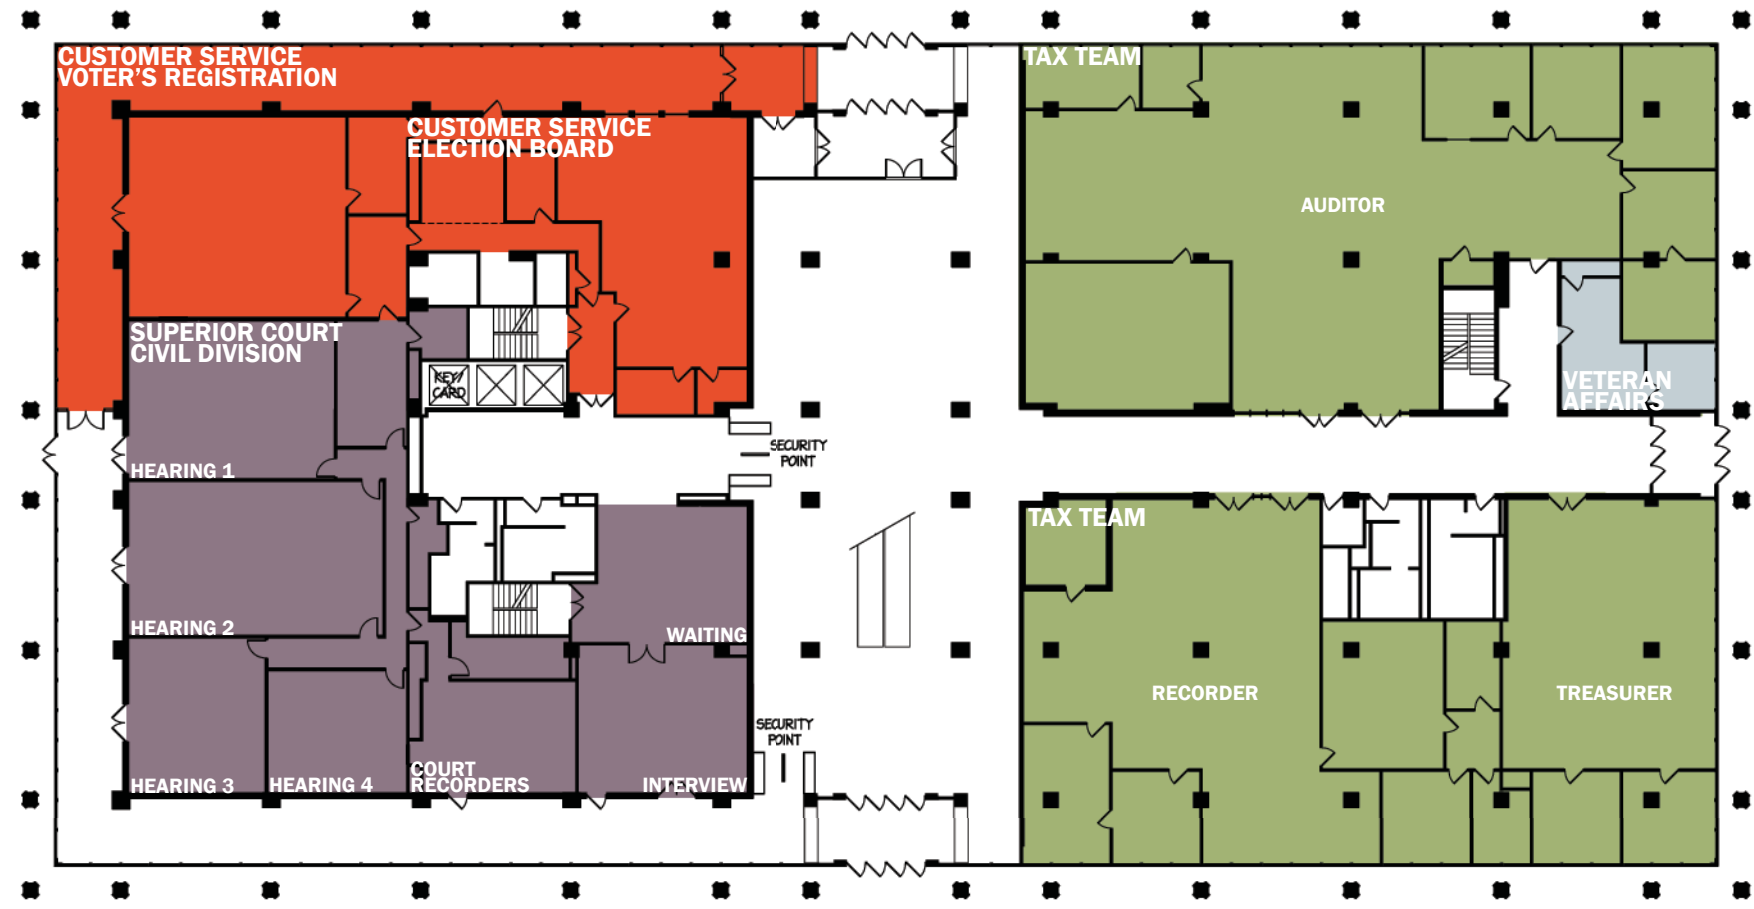 CUSTOMER SERVICE
VOTER'S REGISTRATION
TAX TEAM
CUSTOMER SERVICE
ELECTION BOARD
AUDITOR
SUPERIOR COURT
CIVIL DIVISION
KEY/
CARD
VETERAN
AFFAIRS
SECURITY
POINT
HEARING 1
TAX TEAM
HEARING 2
WAITING
RECORDER
TREASURER
SECURITY
POINT
COURT
RECORDERS
HEARING 3
HEARING 4
INTERVIEW